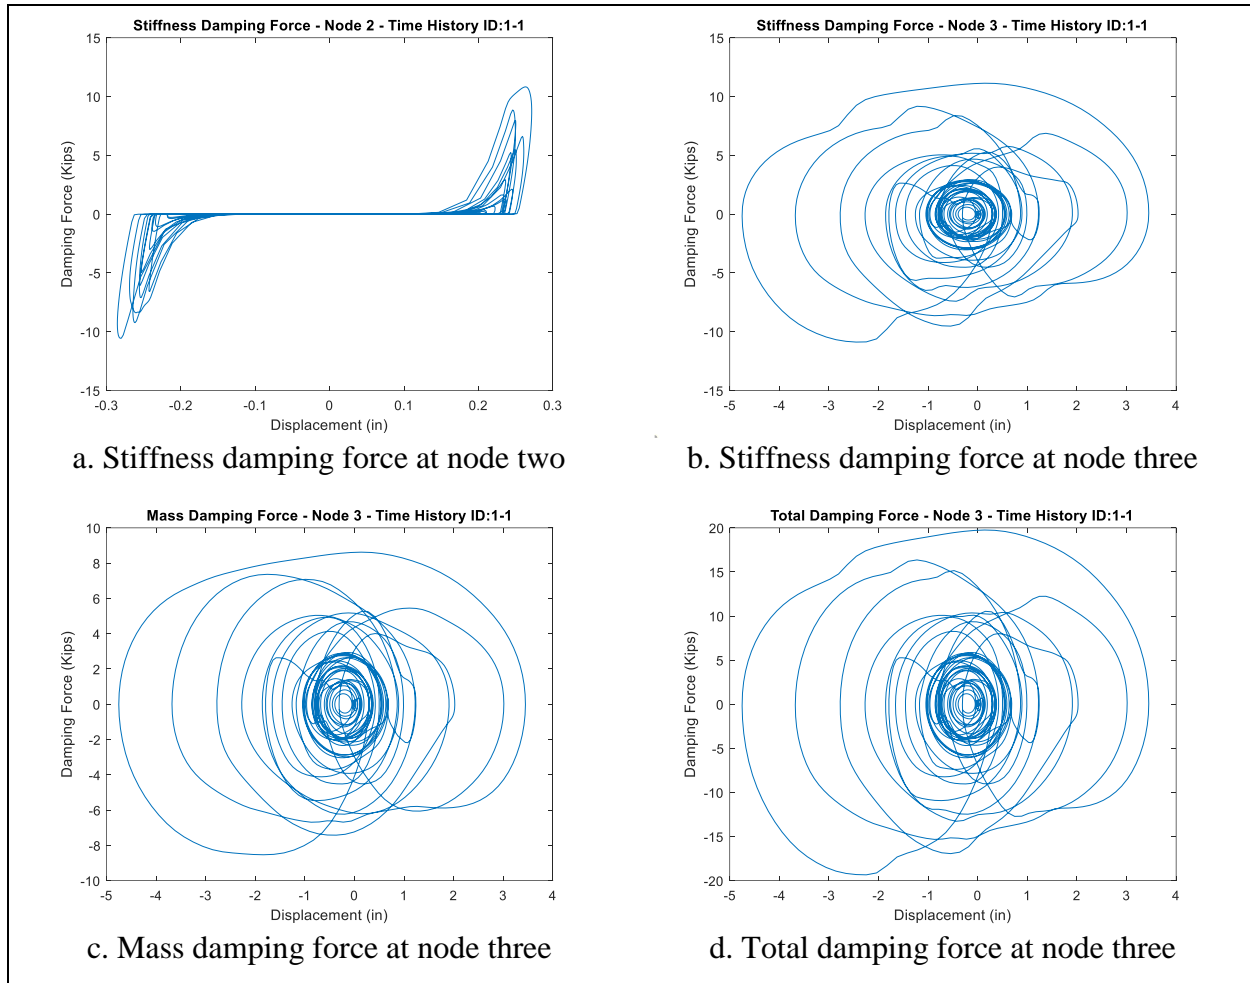 Stiffness Damping Force - Node 2 - Time History ID:1-1
15
10
5
0
-5
-10
-15
Damping Force (Kips)
-0.3 -0.2 -0.1 0 0.1 0.2 0.3
Displacement (in)
a. Stiffness damping force at node two
Stiffness Damping Force - Node 3 - Time History ID:1-1
15
10
5
0
-5
-10
-15
Damping Force (Kips)
-5 -4 -3 -2 -1 0 1 2 3 4
Displacement (in)
b. Stiffness damping force at node three
Mass Damping Force - Node 3 - Time History ID:1-1
10
8
6
4
2
0
-2
-4
-6
-8
-10
Damping Force (Kips)
-5 -4 -3 -2 -1 0 1 2 3 4
Displacement (in)
c. Mass damping force at node three
Total Damping Force - Node 3 - Time History ID:1-1
20
15
10
5
0
-5
-10
-15
-20
Damping Force (Kips)
-5 -4 -3 -2 -1 0 1 2 3 4
Displacement (in)
d. Total damping force at node three